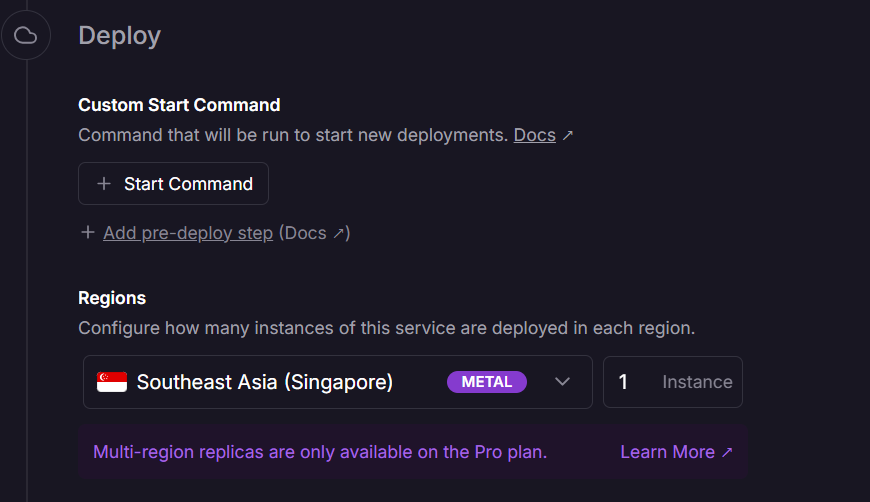 Deploy
Custom Start Command
Command that will be run to start new deployments. Docs ↗
+ Start Command
+ Add pre-deploy step (Docs ↗)
Regions
Configure how many instances of this service are deployed in each region.
Southeast Asia (Singapore) METAL 1 Instance
Multi-region replicas are only available on the Pro plan. Learn More ↗